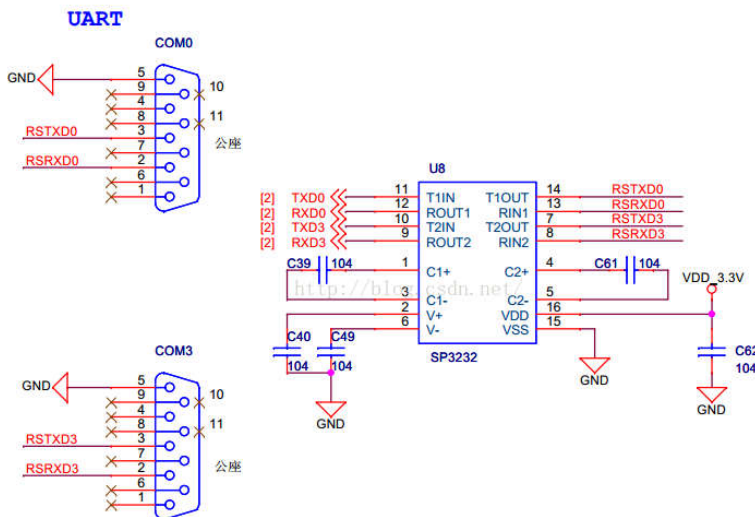 UART
COM0
GND
5
9
4
8
3
7
2
6
1
10
11
RSTXD0
RSRXD0
公座
U8
[2] TXD0 11 T1IN T1OUT 14 RSTXD0
[2] RXD0 12 ROUT1 RIN1 13 RSRXD0
[2] TXD3 10 T2IN T2OUT 7 RSTXD3
[2] RXD3 9 ROUT2 RIN2 8 RSRXD3
C39 104 1 C1+ C2+ 4 C61 104
http://blog.csdn.net/
3 C1- C2- 5
2 V+ VDD 16 VDD_3.3V
6 V- VSS 15
SP3232
C40 104
C49 104
GND
GND
C62 104
GND
COM3
GND
5
9
4
8
3
7
2
6
1
10
11
RSTXD3
RSRXD3
公座